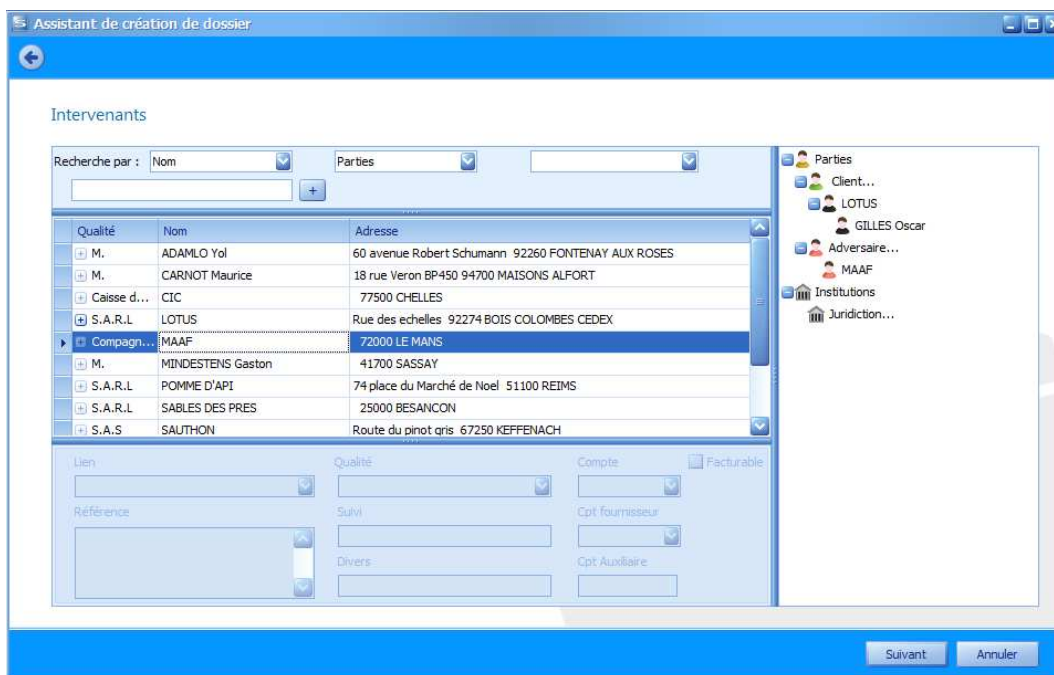 Assistant de création de dossier
Intervenants
Recherche par : Nom Parties
+
Qualité Nom Adresse
M. ADAMLO Yol 60 avenue Robert Schumann 92260 FONTENAY AUX ROSES
M. CARNOT Maurice 18 rue Veron BP450 94700 MAISONS ALFORT
Caisse d... CIC 77500 CHELLES
S.A.R.L LOTUS Rue des echelles 92274 BOIS COLOMBES CEDEX
Compagn... MAAF 72000 LE MANS
M. MINDESTENS Gaston 41700 SASSAY
S.A.R.L POMME D'API 74 place du Marché de Noel 51100 REIMS
S.A.R.L SABLES DES PRES 25000 BESANCON
S.A.S SAUTHON Route du pinot gris 67250 KEFFENACH
Lien Qualité Compte Facturable
Référence Suivi Cpt fournisseur
Divers Cpt Auxiliaire
Parties
Client...
LOTUS
GILLES Oscar
Adversaire...
MAAF
Institutions
Juridiction...
Suivant Annuler